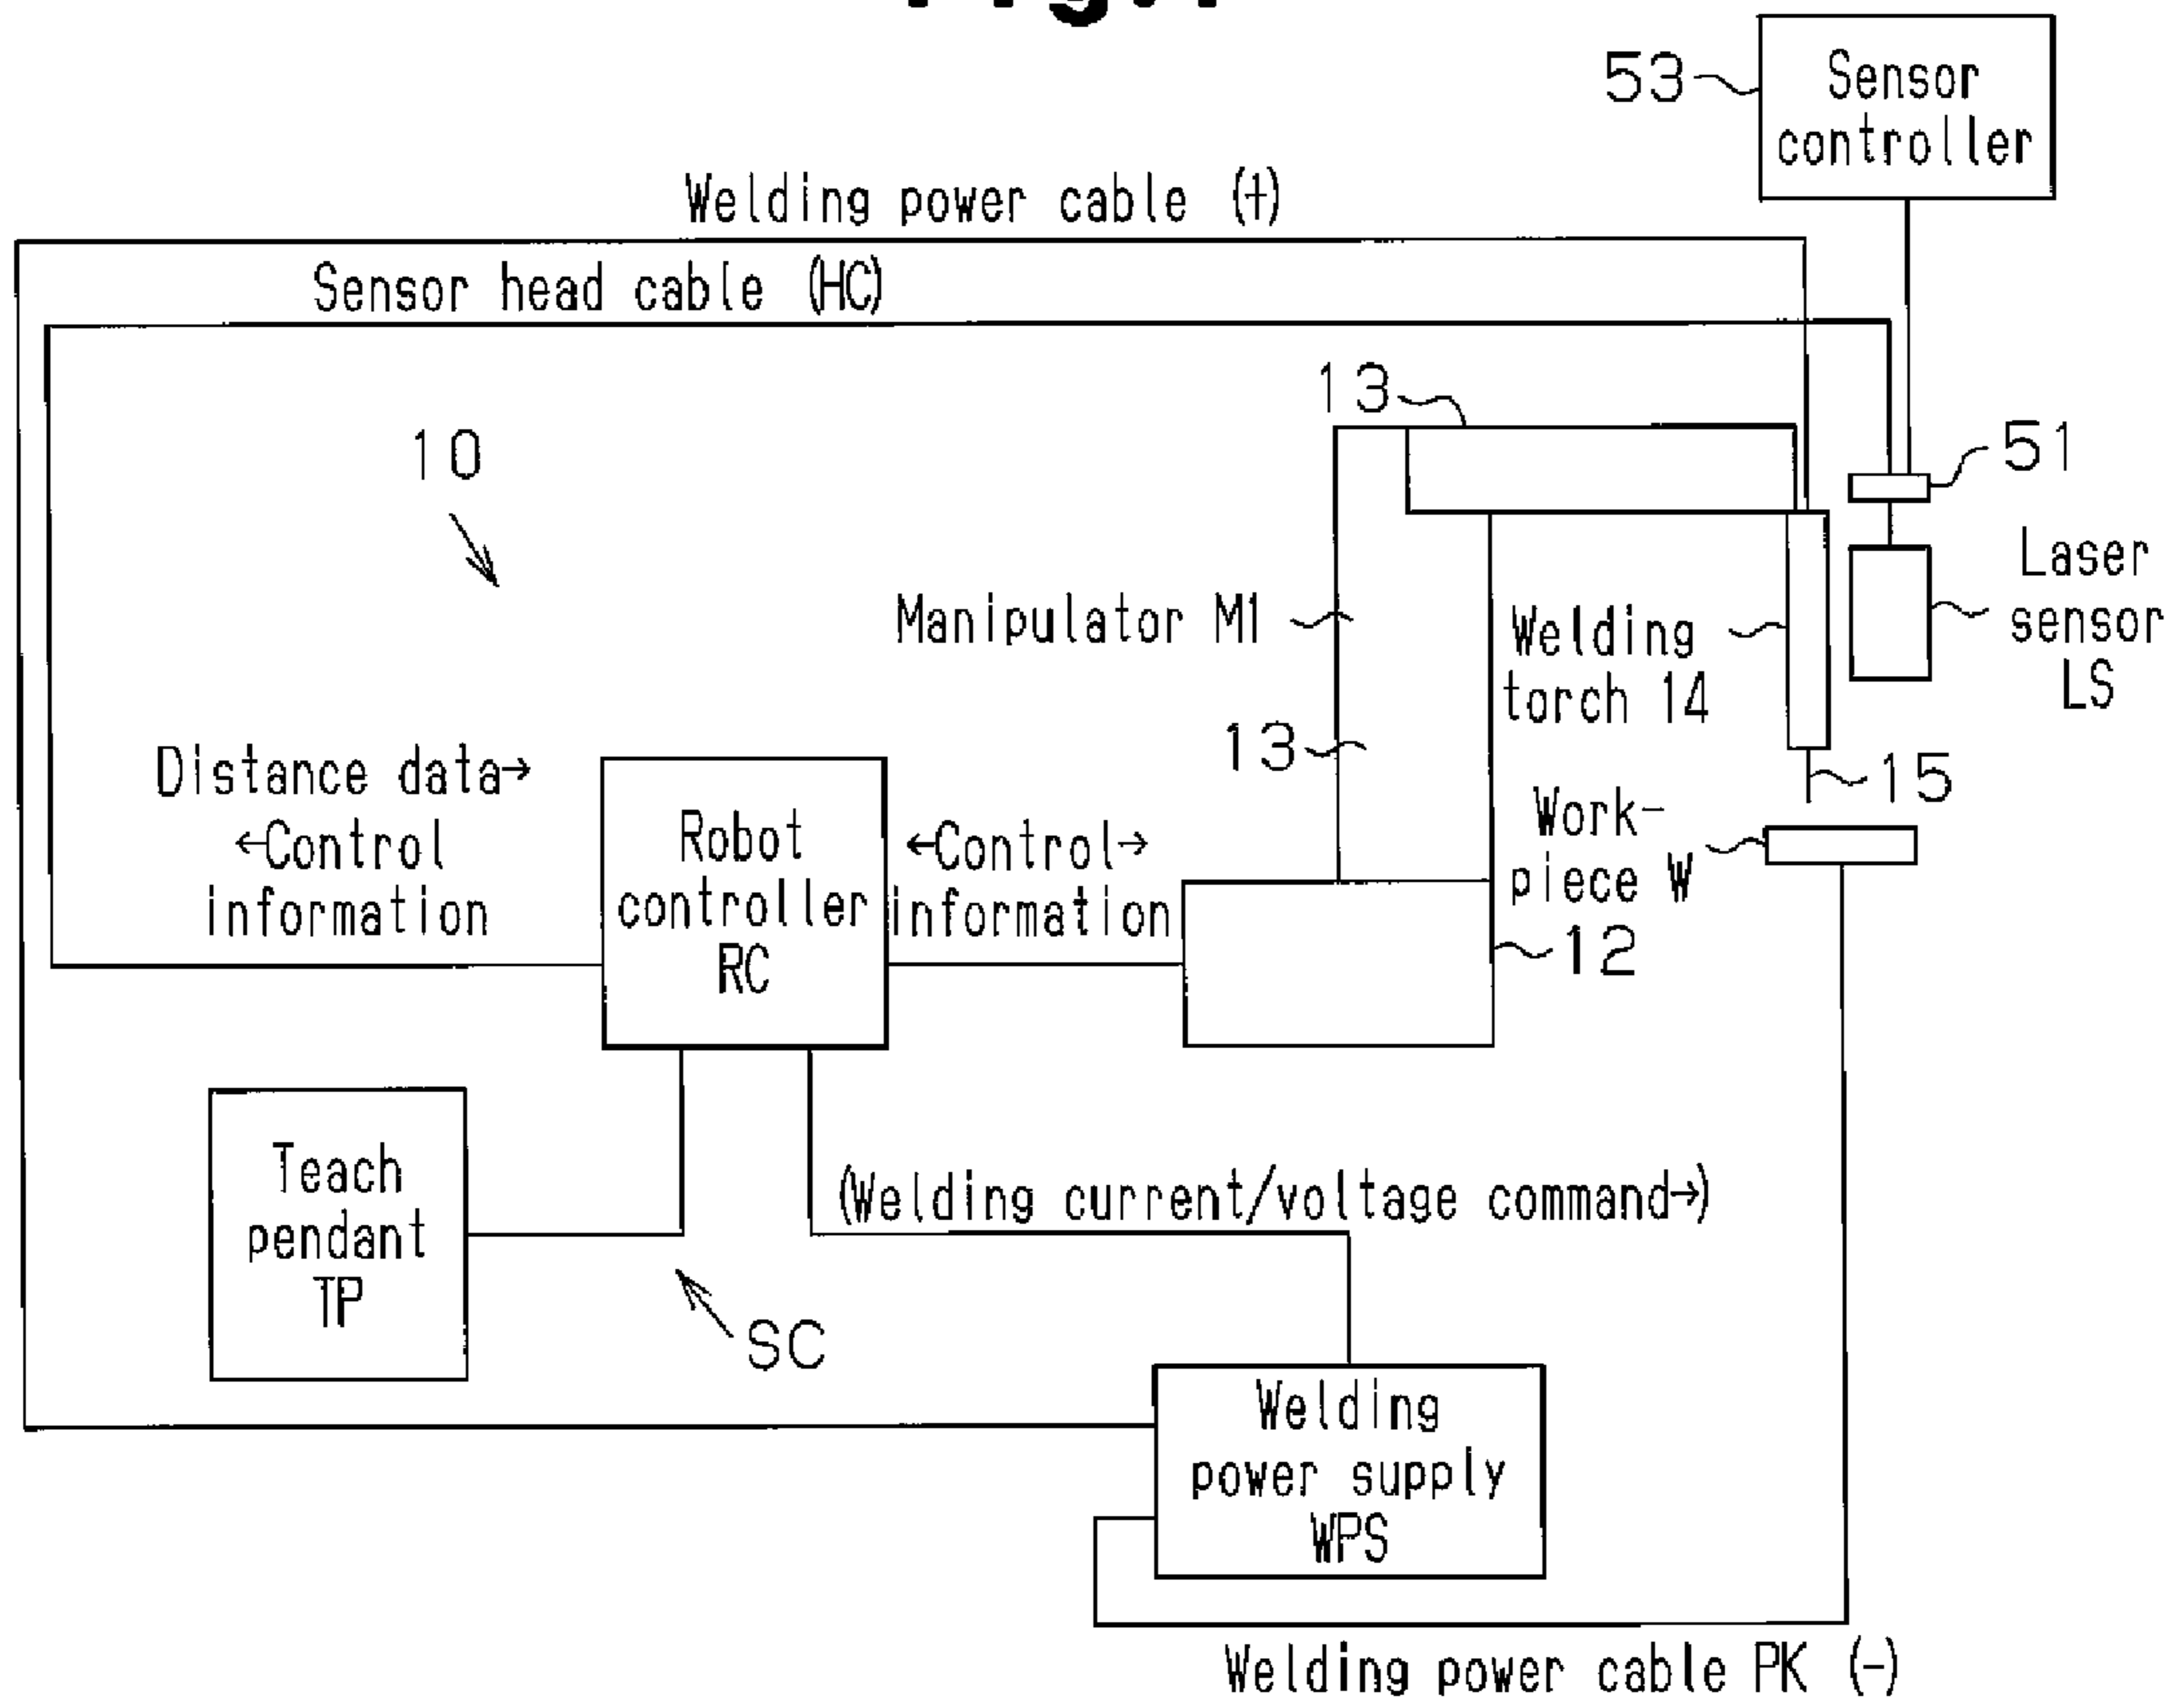 53
Sensor
controller
Welding power cable (+)
Sensor head cable (HC)
13
10
51
Laser
sensor
LS
Manipulator M1
Welding
torch 14
13
Distance data→
←Control
information
Robot
controller
RC
←Control→
information
15
Work-
piece W
12
Teach
pendant
TP
(Welding current/voltage command→)
SC
Welding
power supply
WPS
Welding power cable PK (-)